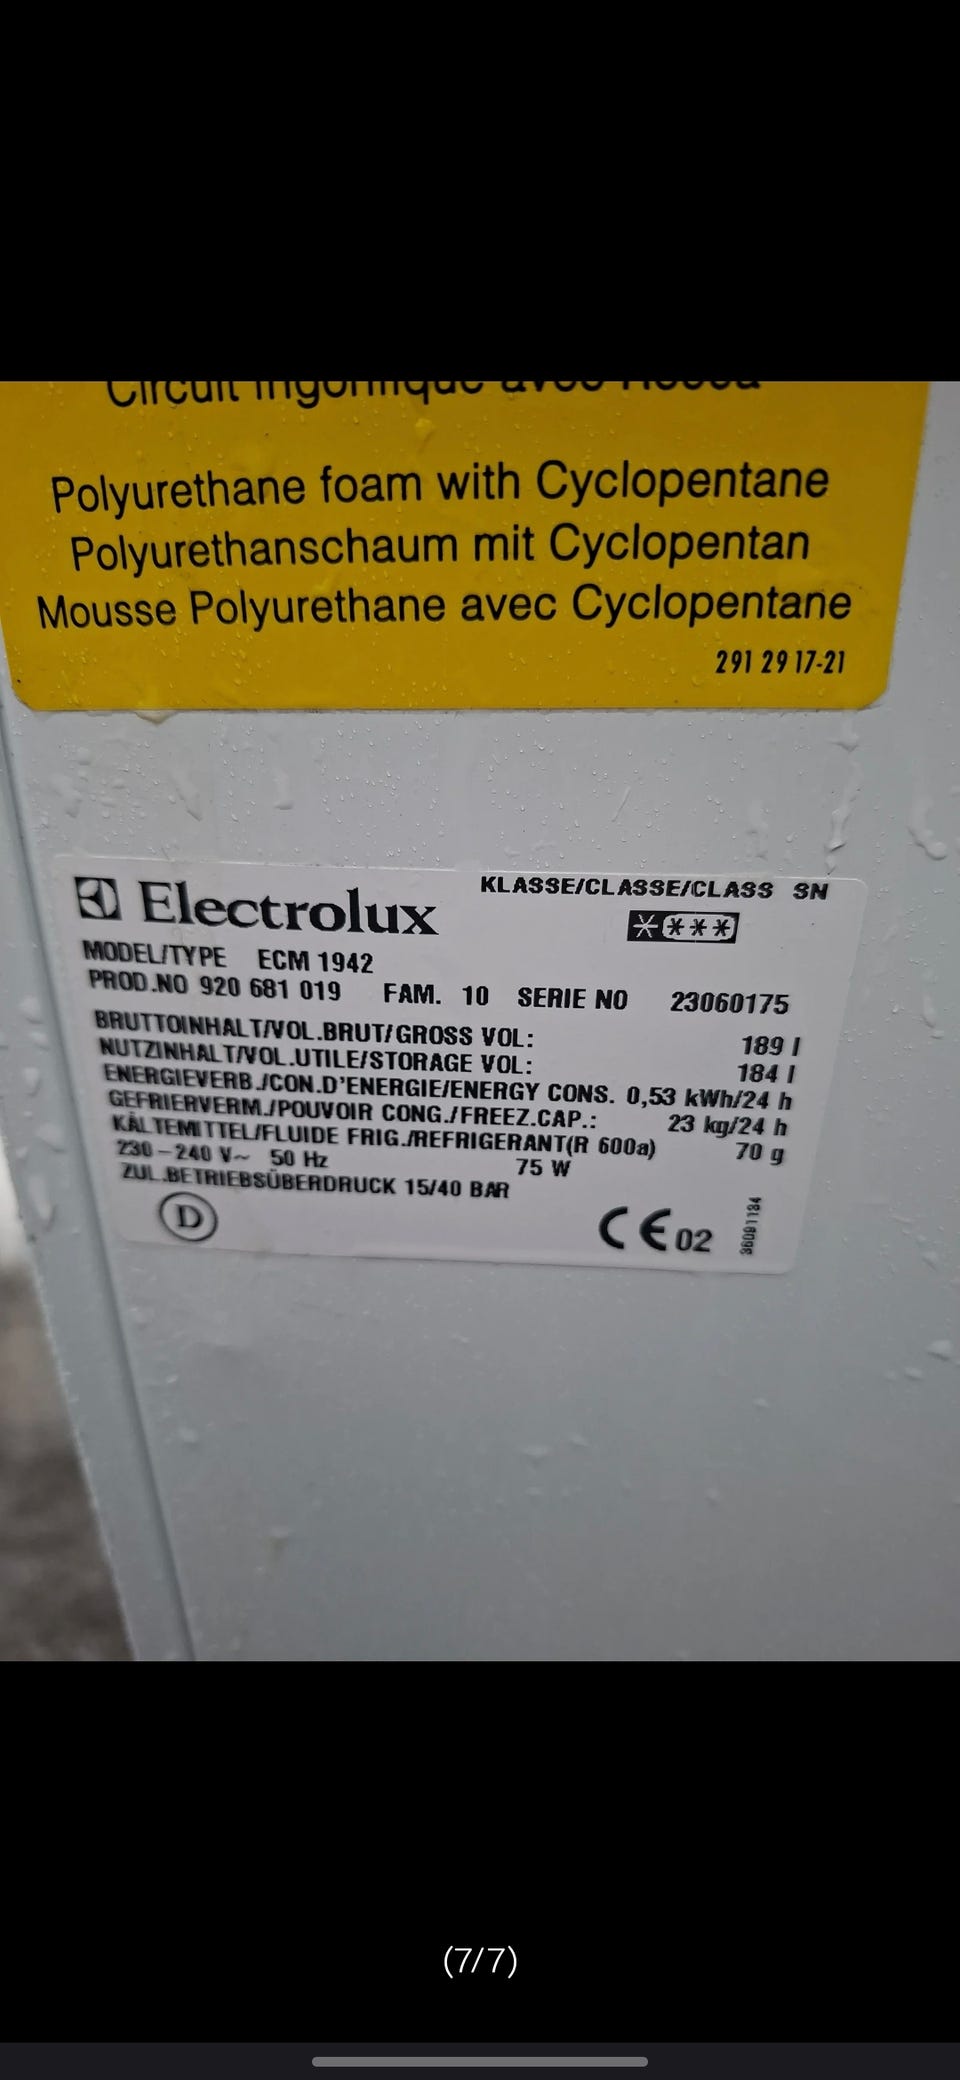 Polyurethane foam with Cyclopentane
Polyurethanschaum mit Cyclopentan
Mousse Polyurethane avec Cyclopentane
291 29 17-21
Electrolux
KLASSE/CLASSE/CLASS SN
MODEL/TYPE ECM 1942
PROD.NO 920 681 019 FAM. 10 SERIE NO 23060175
BRUTTOINHALT/VOL.BRUT/GROSS VOL: 189 l
NUTZINHALT/VOL.UTILE/STORAGE VOL: 184 l
ENERGIEVERB./CON.D'ENERGIE/ENERGY CONS. 0,53 kWh/24 h
GEFRIERVERM./POUVOIR CONG./FREEZ.CAP.: 23 kg/24 h
KÄLTEMITTEL/FLUIDE FRIG./REFRIGERANT(R 600a) 70 g
230-240 V~ 50 Hz 75 W
ZUL.BETRIEBSÜBERDRUCK 15/40 BAR
D
CE 02
36091134
(7/7)